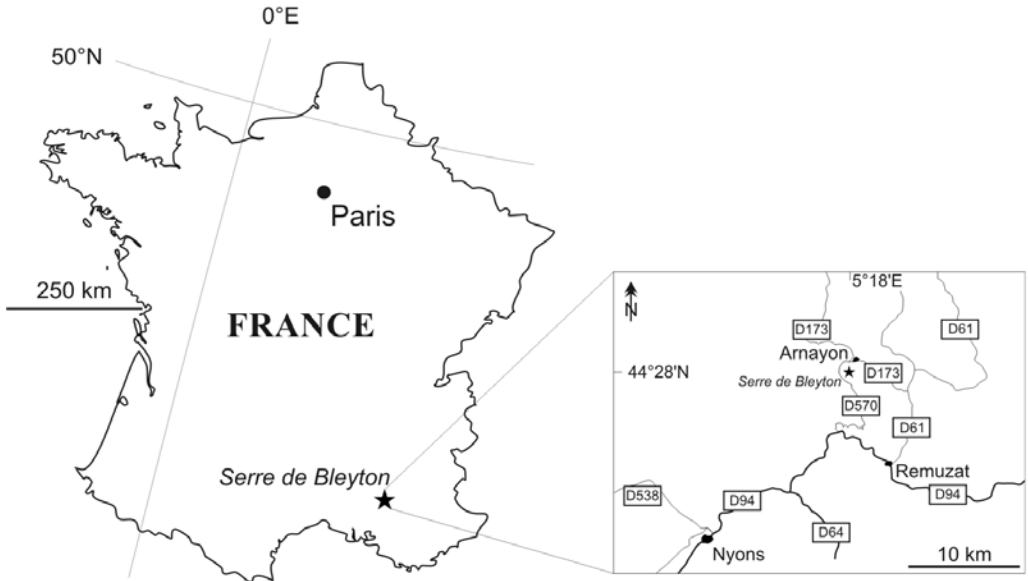 0°E
50°N
Paris
250 km
FRANCE
Serre de Bleyton
5°18'E
N
D173
D61
Arnayon
44°28'N
D173
Serre de Bleyton
D570
D61
Remuzat
D538
D94
D94
D64
Nyons
10 km